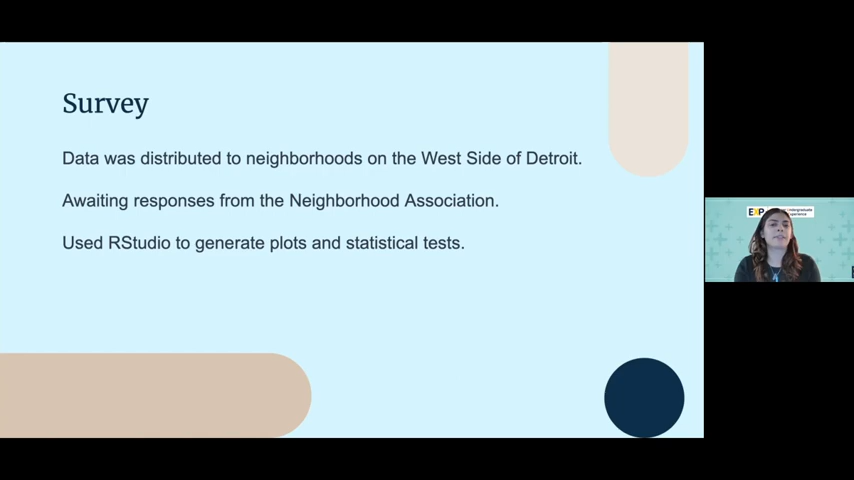 Survey
Data was distributed to neighborhoods on the West Side of Detroit.
Awaiting responses from the Neighborhood Association.
Used RStudio to generate plots and statistical tests.
EXP